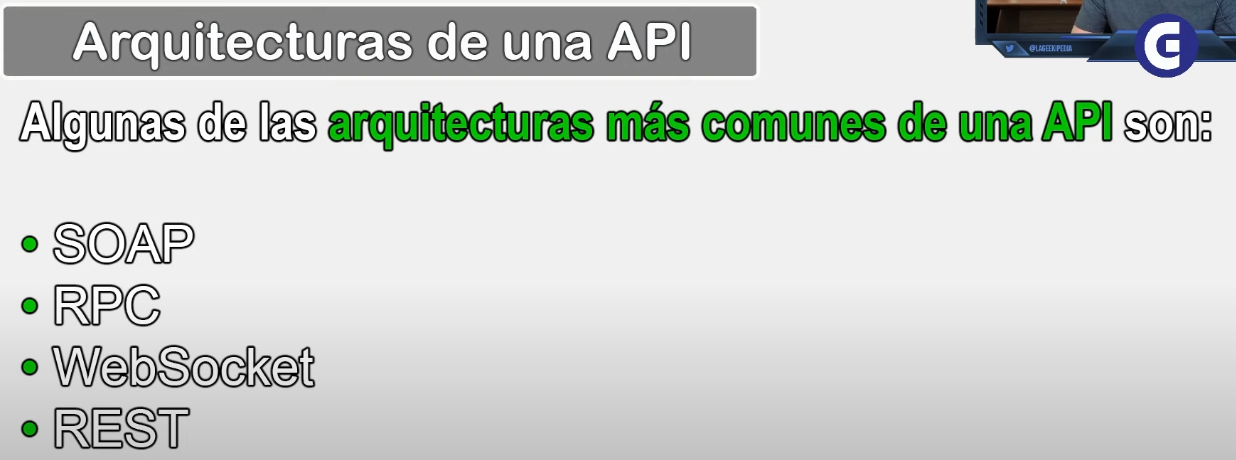 Arquitecturas de una API
@LAGEEKIPEDIA
G
Algunas de las arquitecturas más comunes de una API son:
• SOAP
• RPC
• WebSocket
• REST